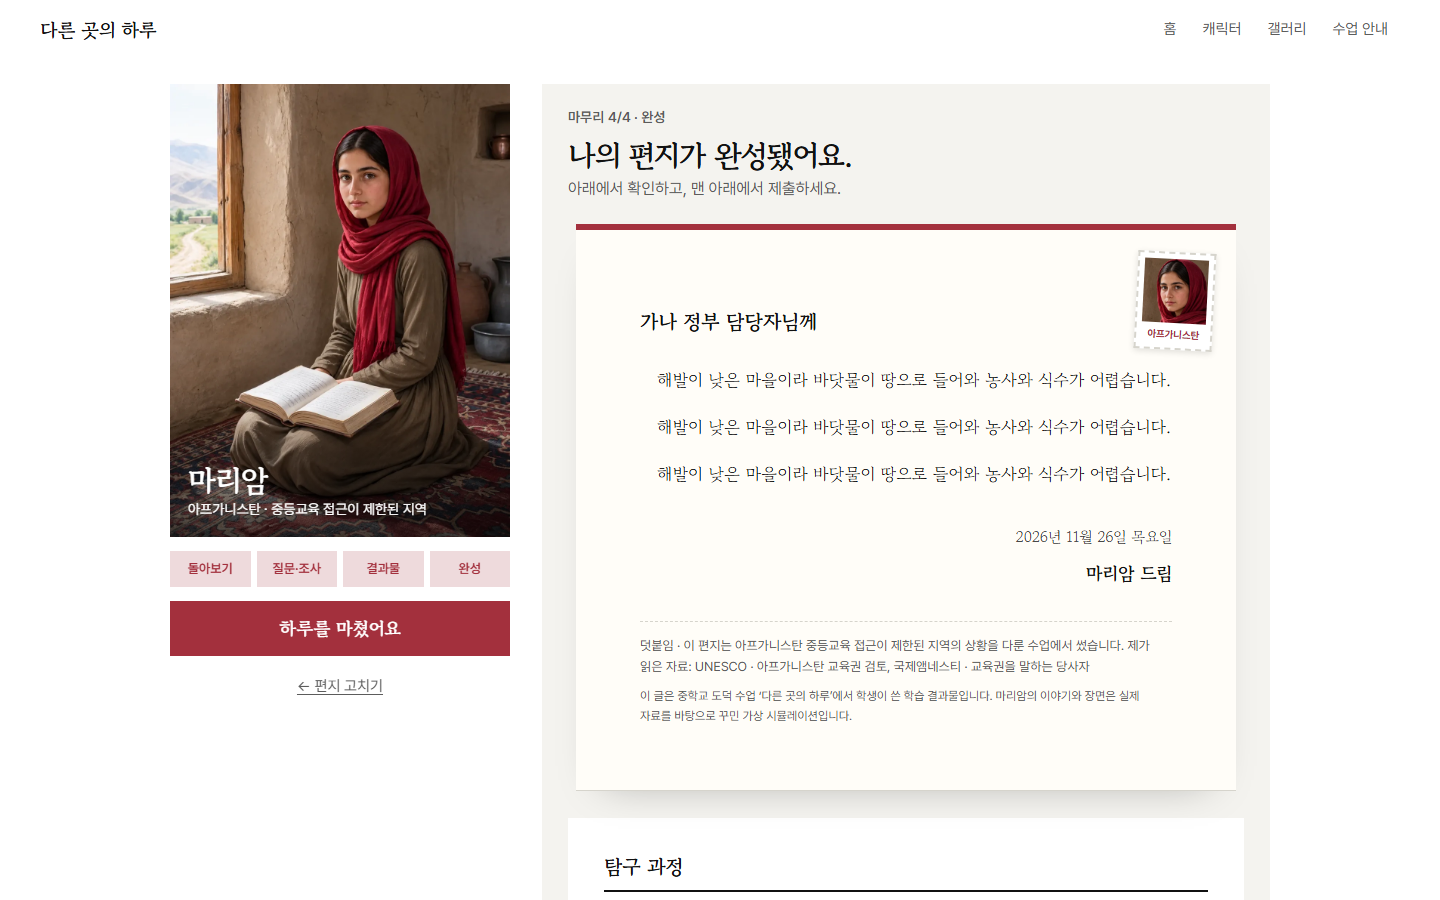 다른 곳의 하루
홈
캐릭터
갤러리
수업 안내
마리암
아프가니스탄 · 중등교육 접근이 제한된 지역
돌아보기
질문·조사
결과물
완성
하루를 마쳤어요
← 편지 고치기
마무리 4/4 · 완성
나의 편지가 완성됐어요.
아래에서 확인하고, 맨 아래에서 제출하세요.
아프가니스탄
가나 정부 담당자님께
해발이 낮은 마을이라 바닷물이 땅으로 들어와 농사와 식수가 어렵습니다.
해발이 낮은 마을이라 바닷물이 땅으로 들어와 농사와 식수가 어렵습니다.
해발이 낮은 마을이라 바닷물이 땅으로 들어와 농사와 식수가 어렵습니다.
2026년 11월 26일 목요일
마리암 드림
덧붙임 · 이 편지는 아프가니스탄 중등교육 접근이 제한된 지역의 상황을 다룬 수업에서 썼습니다. 제가
읽은 자료: UNESCO · 아프가니스탄 교육권 검토, 국제앰네스티 · 교육권을 말하는 당사자
이 글은 중학교 도덕 수업 ‘다른 곳의 하루’에서 학생이 쓴 학습 결과물입니다. 마리암의 이야기와 장면은 실제
자료를 바탕으로 꾸민 가상 시뮬레이션입니다.
탐구 과정